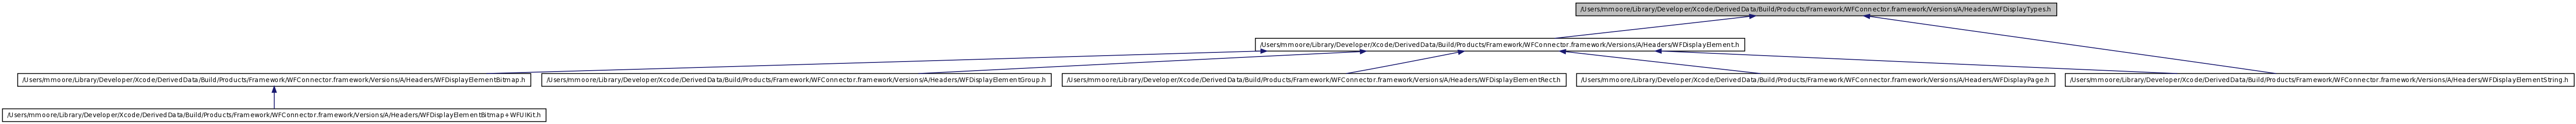 /Users/mmoore/Library/Developer/Xcode/DerivedData/Build/Products/Framework/WFConnector.framework/Versions/A/Headers/WFDisplayTypes.h
/Users/mmoore/Library/Developer/Xcode/DerivedData/Build/Products/Framework/WFConnector.framework/Versions/A/Headers/WFDisplayElement.h
/Users/mmoore/Library/Developer/Xcode/DerivedData/Build/Products/Framework/WFConnector.framework/Versions/A/Headers/WFDisplayElementBitmap.h
/Users/mmoore/Library/Developer/Xcode/DerivedData/Build/Products/Framework/WFConnector.framework/Versions/A/Headers/WFDisplayElementGroup.h
/Users/mmoore/Library/Developer/Xcode/DerivedData/Build/Products/Framework/WFConnector.framework/Versions/A/Headers/WFDisplayElementRect.h
/Users/mmoore/Library/Developer/Xcode/DerivedData/Build/Products/Framework/WFConnector.framework/Versions/A/Headers/WFDisplayPage.h
/Users/mmoore/Library/Developer/Xcode/DerivedData/Build/Products/Framework/WFConnector.framework/Versions/A/Headers/WFDisplayElementString.h
/Users/mmoore/Library/Developer/Xcode/DerivedData/Build/Products/Framework/WFConnector.framework/Versions/A/Headers/WFDisplayElementBitmap+WFUIKit.h